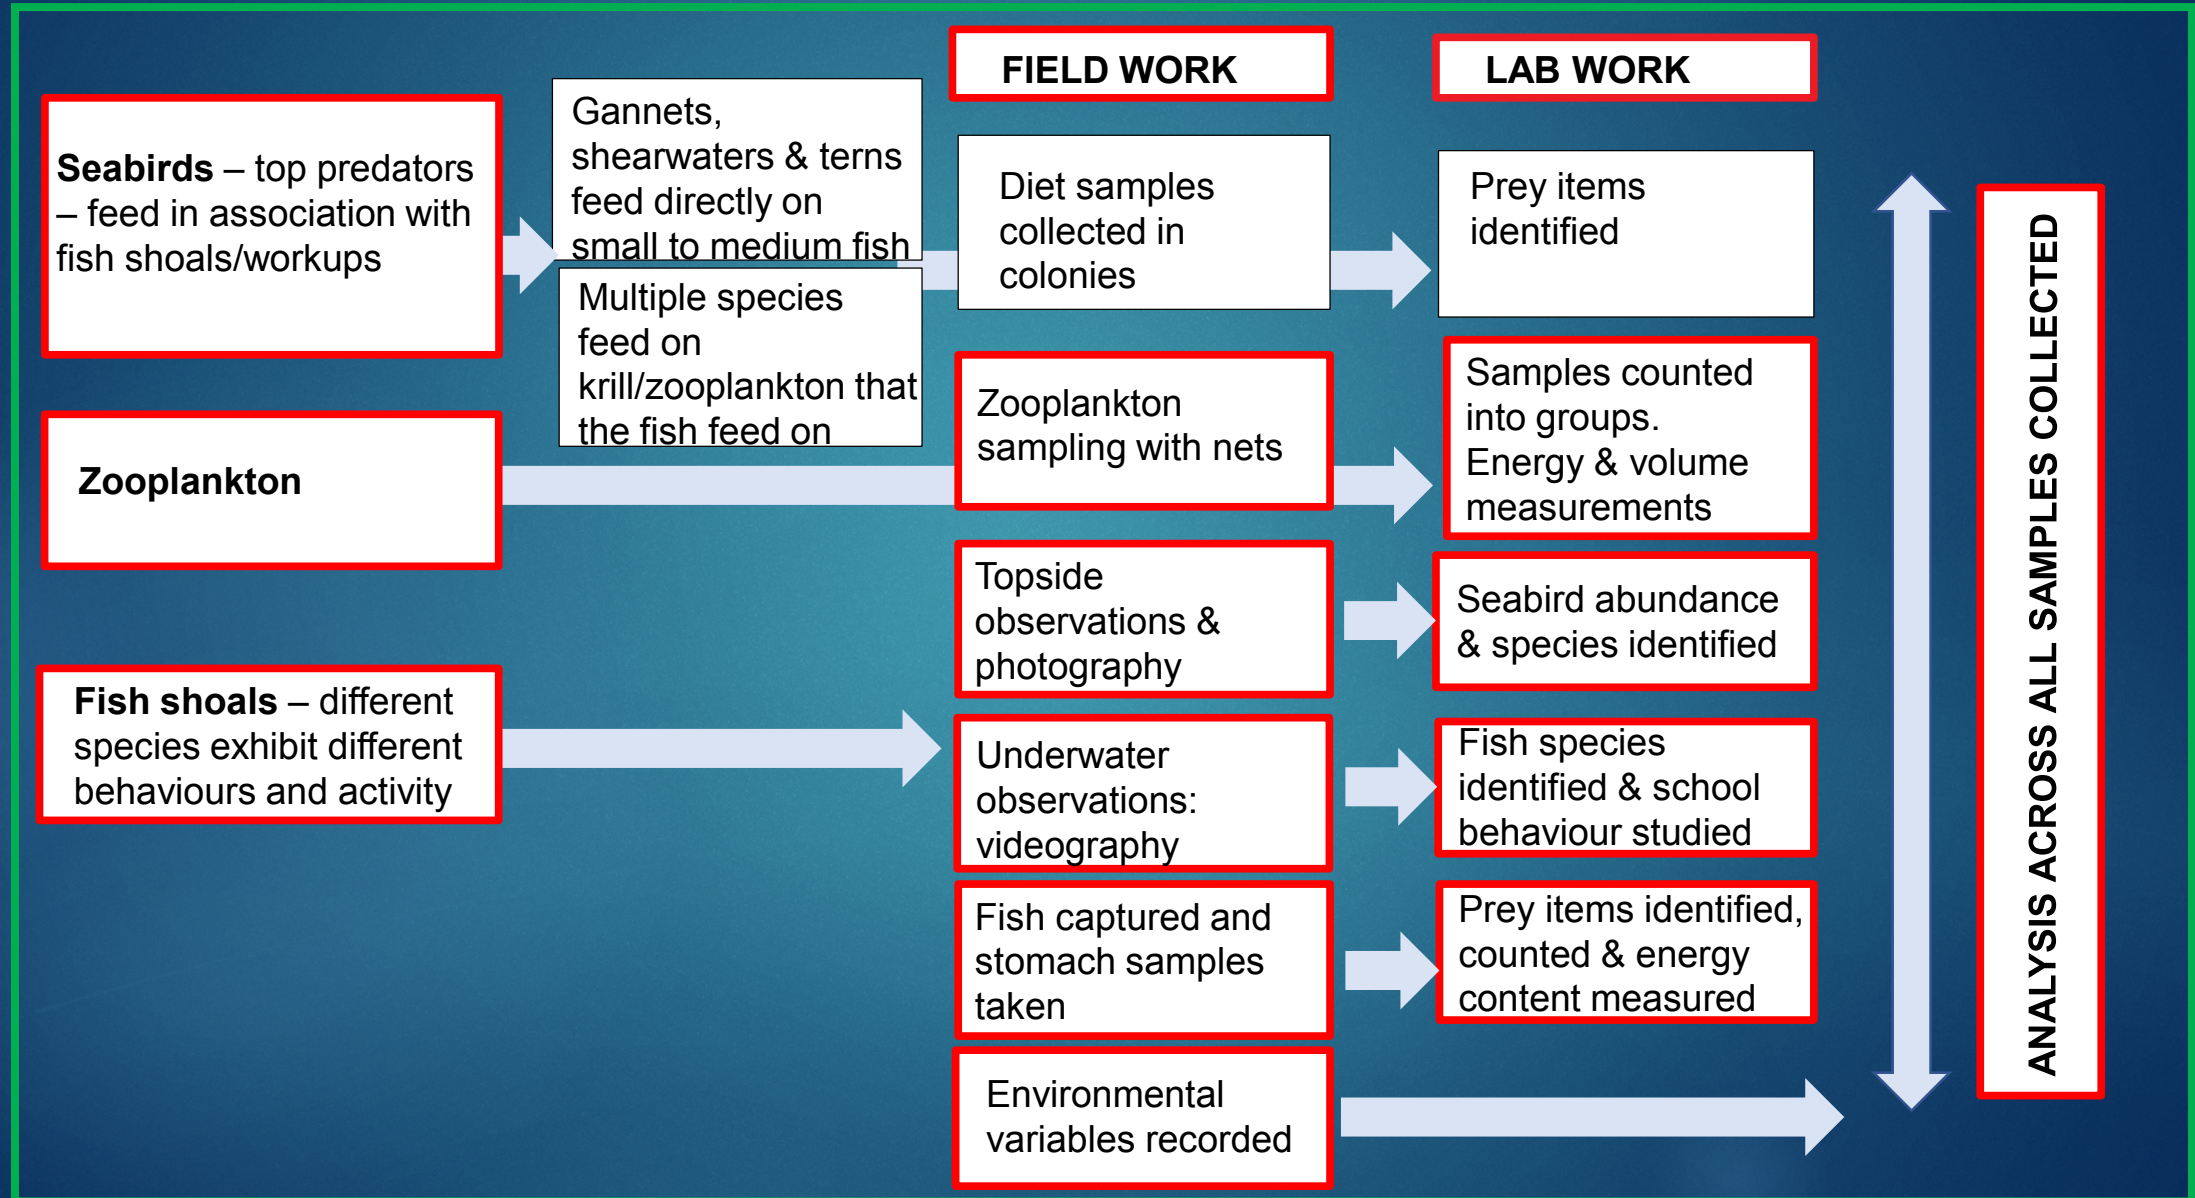 FIELD WORK
LAB WORK
Seabirds – top predators
– feed in association with
fish shoals/workups
Gannets,
shearwaters & terns
feed directly on
small to medium fish
Multiple species
feed on
krill/zooplankton that
the fish feed on
Diet samples
collected in
colonies
Prey items
identified
Zooplankton
Zooplankton
sampling with nets
Samples counted
into groups.
Energy & volume
measurements
Topside
observations &
photography
Seabird abundance
& species identified
Fish shoals – different
species exhibit different
behaviours and activity
Underwater
observations:
videography
Fish species
identified & school
behaviour studied
Fish captured and
stomach samples
taken
Prey items identified,
counted & energy
content measured
Environmental
variables recorded
ANALYSIS ACROSS ALL SAMPLES COLLECTED